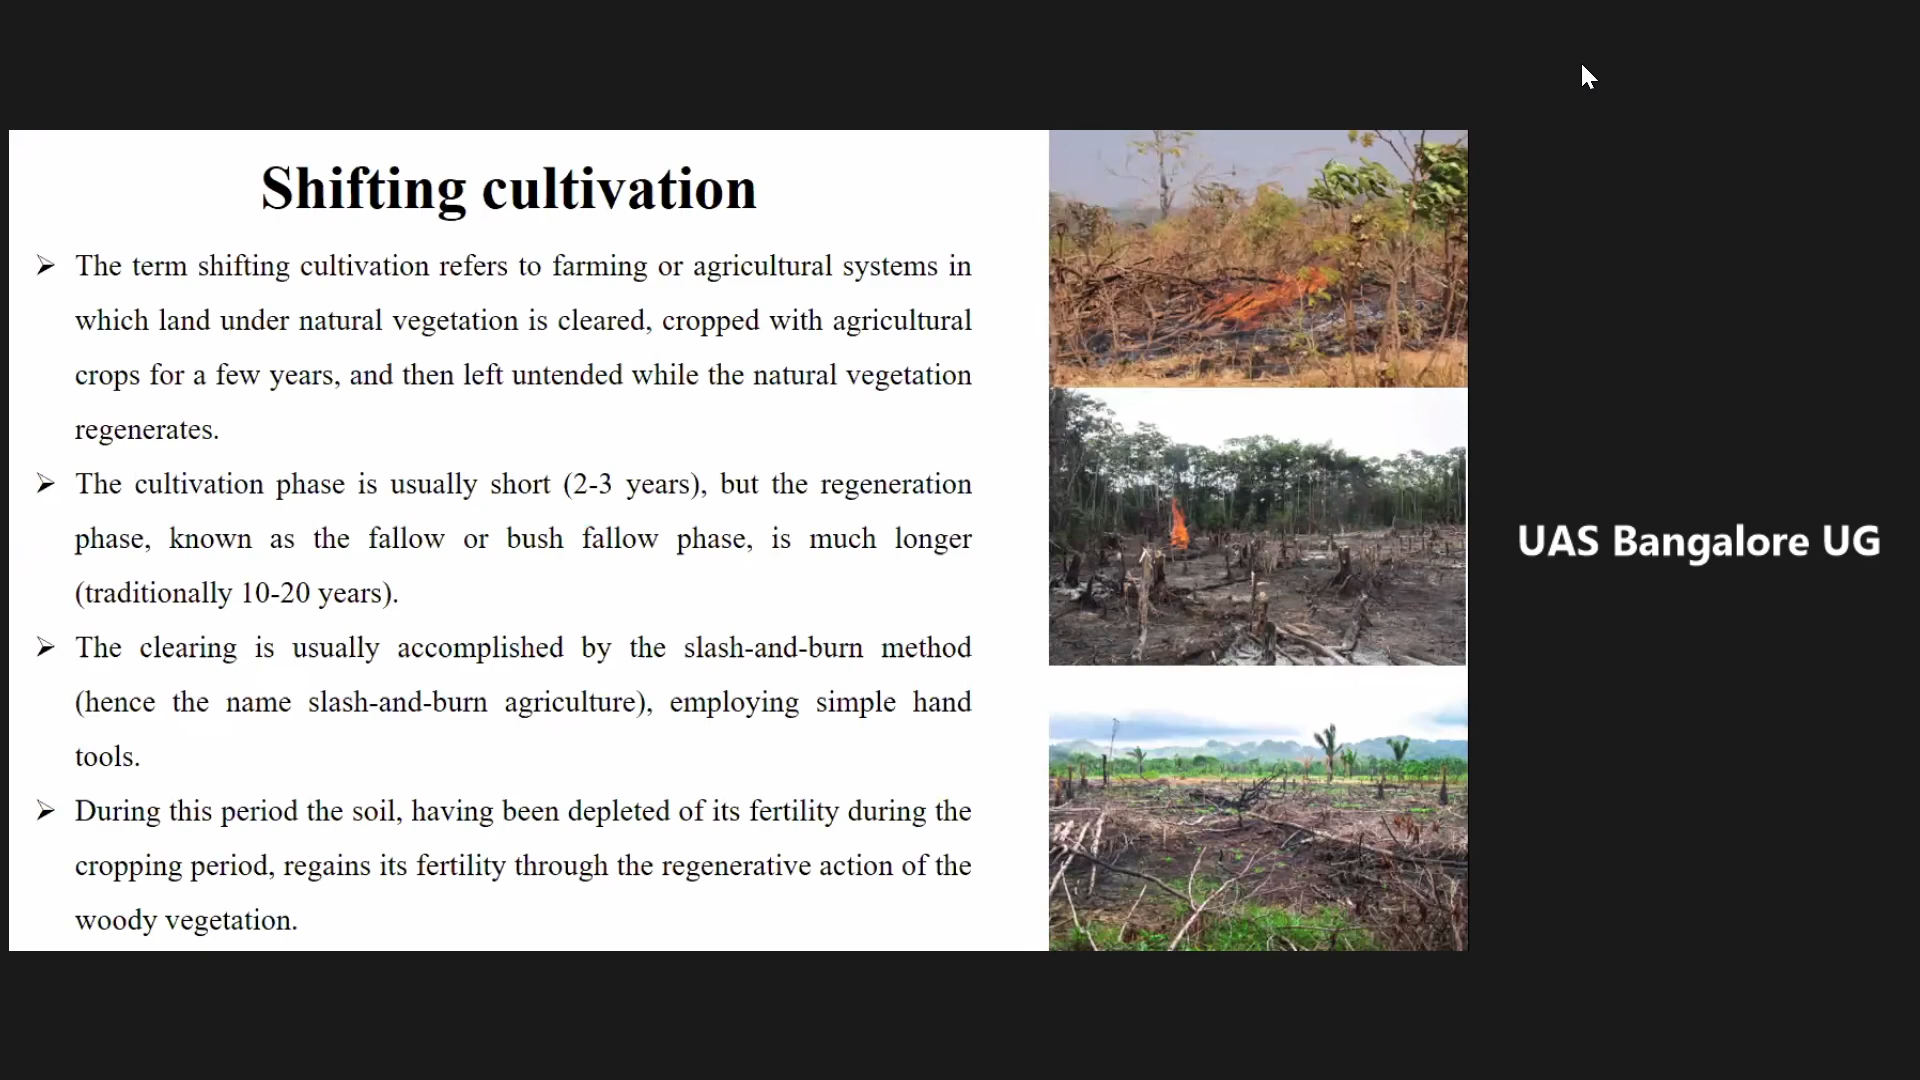 Shifting cultivation
➢ The term shifting cultivation refers to farming or agricultural systems in
which land under natural vegetation is cleared, cropped with agricultural
crops for a few years, and then left untended while the natural vegetation
regenerates.
➢ The cultivation phase is usually short (2-3 years), but the regeneration
phase, known as the fallow or bush fallow phase, is much longer
(traditionally 10-20 years).
➢ The clearing is usually accomplished by the slash-and-burn method
(hence the name slash-and-burn agriculture), employing simple hand
tools.
➢ During this period the soil, having been depleted of its fertility during the
cropping period, regains its fertility through the regenerative action of the
woody vegetation.
UAS Bangalore UG